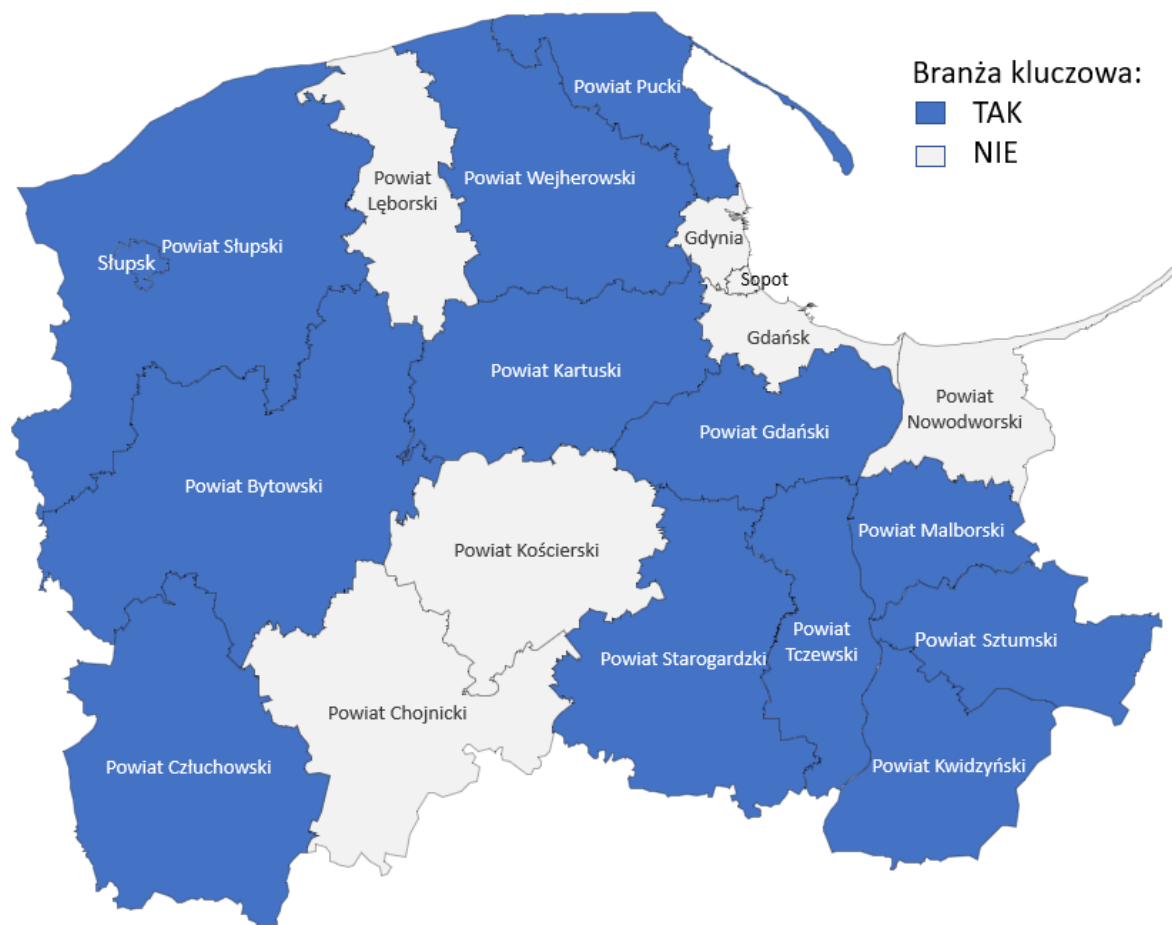 Branża kluczowa:
TAK
NIE
Powiat Pucki
Powiat Wejherowski
Powiat
Lęborski
Gdynia
Powiat Słupski
Słupsk
Sopot
Gdańsk
Powiat Kartuski
Powiat
Nowodworski
Powiat Gdański
Powiat Bytowski
Powiat Malborski
Powiat Kościerski
Powiat
Tczewski
Powiat Sztumski
Powiat Starogardzki
Powiat Chojnicki
Powiat Człuchowski
Powiat Kwidzyński